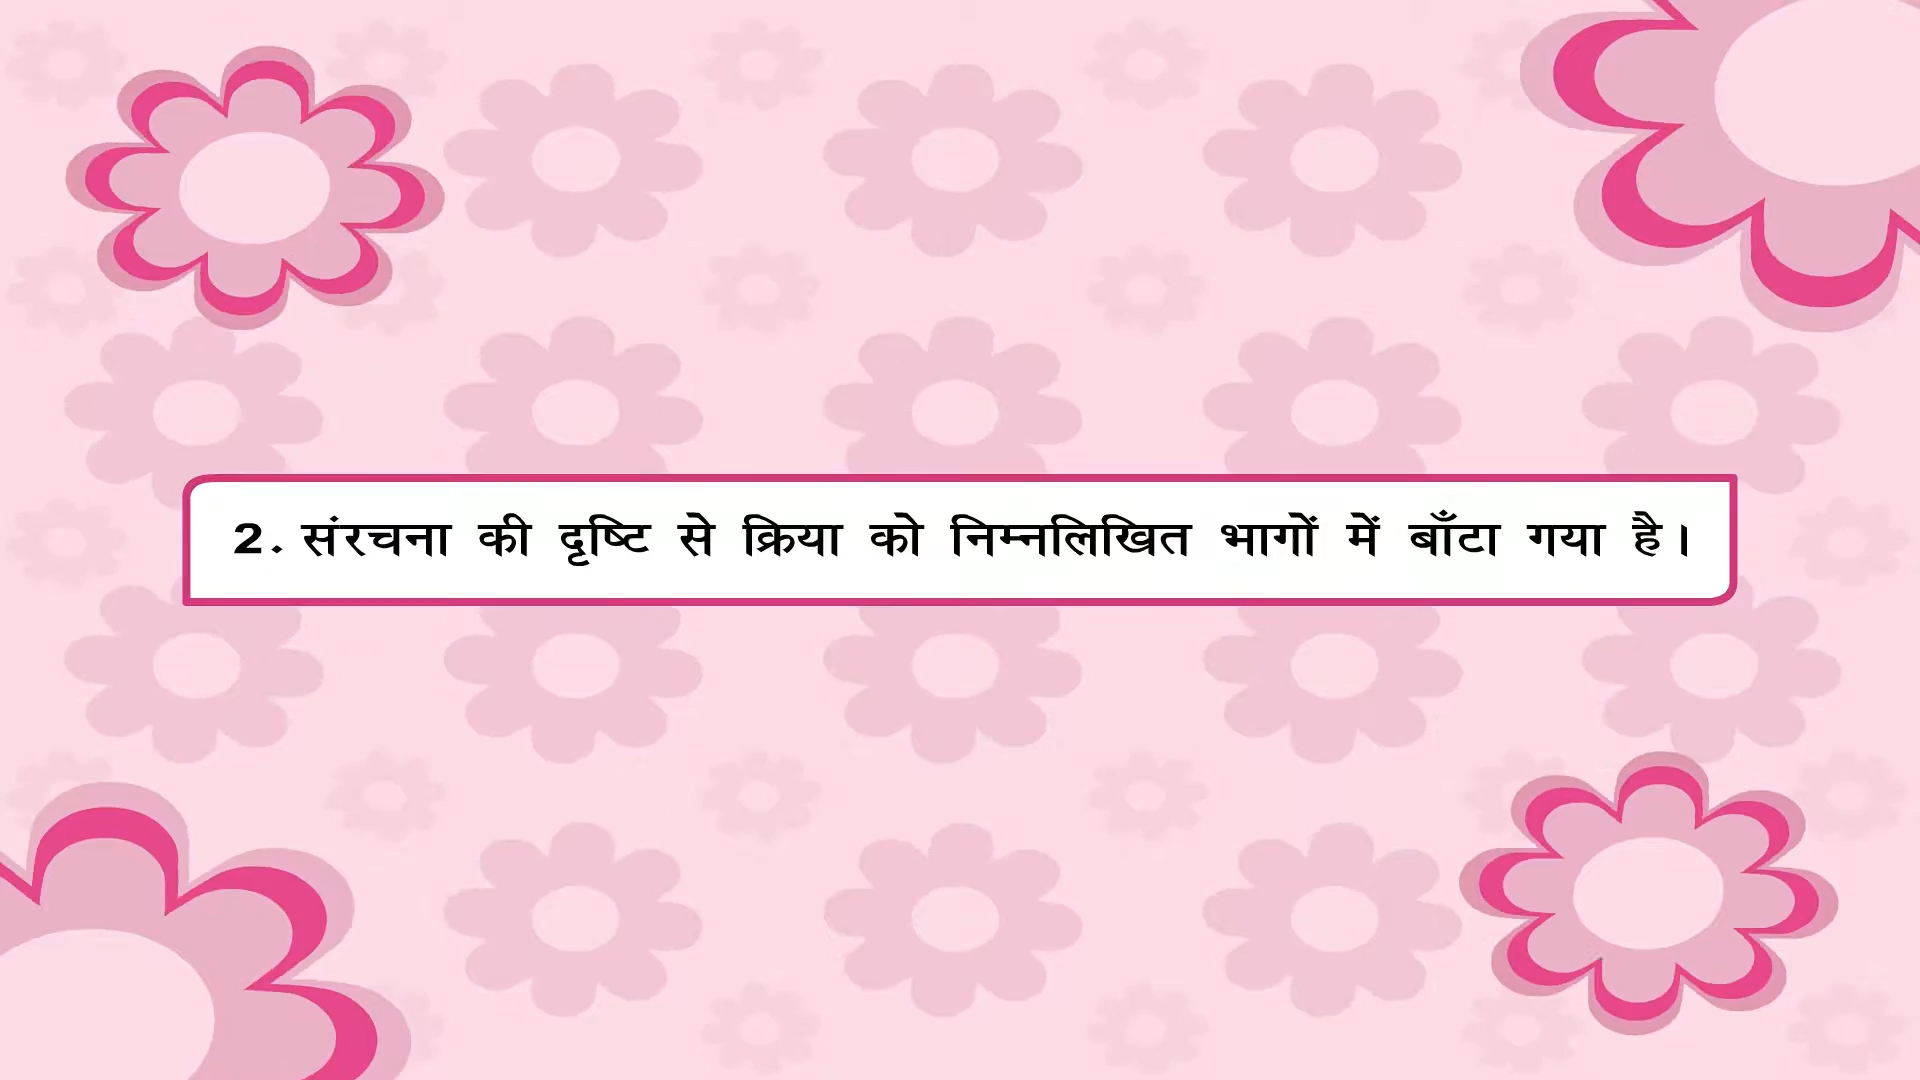 2. संरचना की दृष्टि से क्रिया को निम्नलिखित भागों में बाँटा गया है।